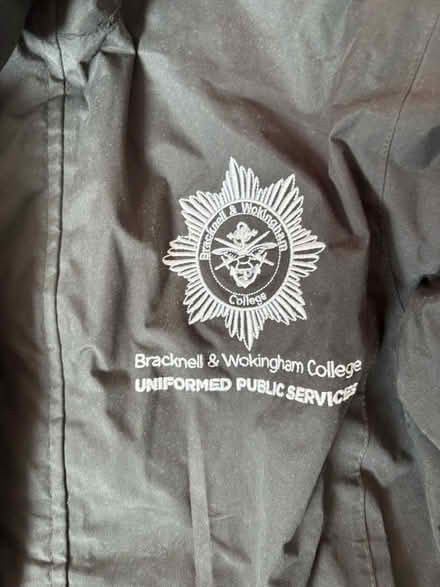 Bracknell & Wokingham
College
Bracknell & Wokingham College
UNIFORMED PUBLIC SERVICES